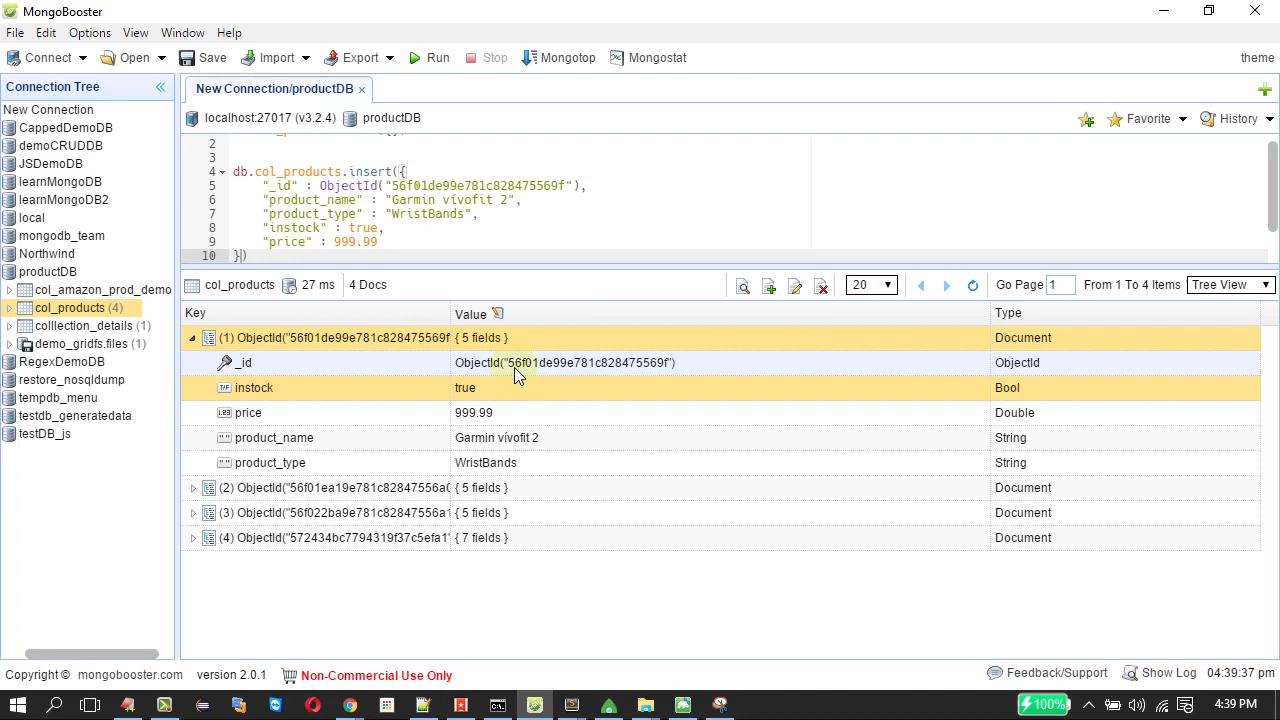 MongoBooster
File Edit Options View Window Help
Connect Open Save Import Export Run Stop Mongotop Mongostat theme
Connection Tree
New Connection
CappedDemoDB
demoCRUDDB
JSDemoDB
learnMongoDB
learnMongoDB2
local
mongodb_team
Northwind
productDB
col_amazon_prod_demo
col_products (4)
colllection_details (1)
demo_gridfs.files (1)
RegexDemoDB
restore_nosqldump
tempdb_menu
testdb_generatedata
testDB_js
New Connection/productDB ×
localhost:27017 (v3.2.4) productDB Favorite History
2
3
4 db.col_products.insert({
5 "_id" : ObjectId("56f01de99e781c828475569f"),
6 "product_name" : "Garmin vívofit 2",
7 "product_type" : "WristBands",
8 "instock" : true,
9 "price" : 999.99
10 })
col_products 27 ms 4 Docs 20 Go Page 1 From 1 To 4 Items Tree View
Key Value Type
(1) ObjectId("56f01de99e781c828475569f { 5 fields } Document
_id ObjectId("56f01de99e781c828475569f") ObjectId
instock true Bool
price 999.99 Double
product_name Garmin vívofit 2 String
product_type WristBands String
(2) ObjectId("56f01ea19e781c82847556a0 { 5 fields } Document
(3) ObjectId("56f022ba9e781c82847556a1 { 5 fields } Document
(4) ObjectId("572434bc7794319f37c5efa1" { 7 fields } Document
Copyright © mongobooster.com version 2.0.1 Non-Commercial Use Only Feedback/Support Show Log 04:39:37 pm
100% 4:39 PM